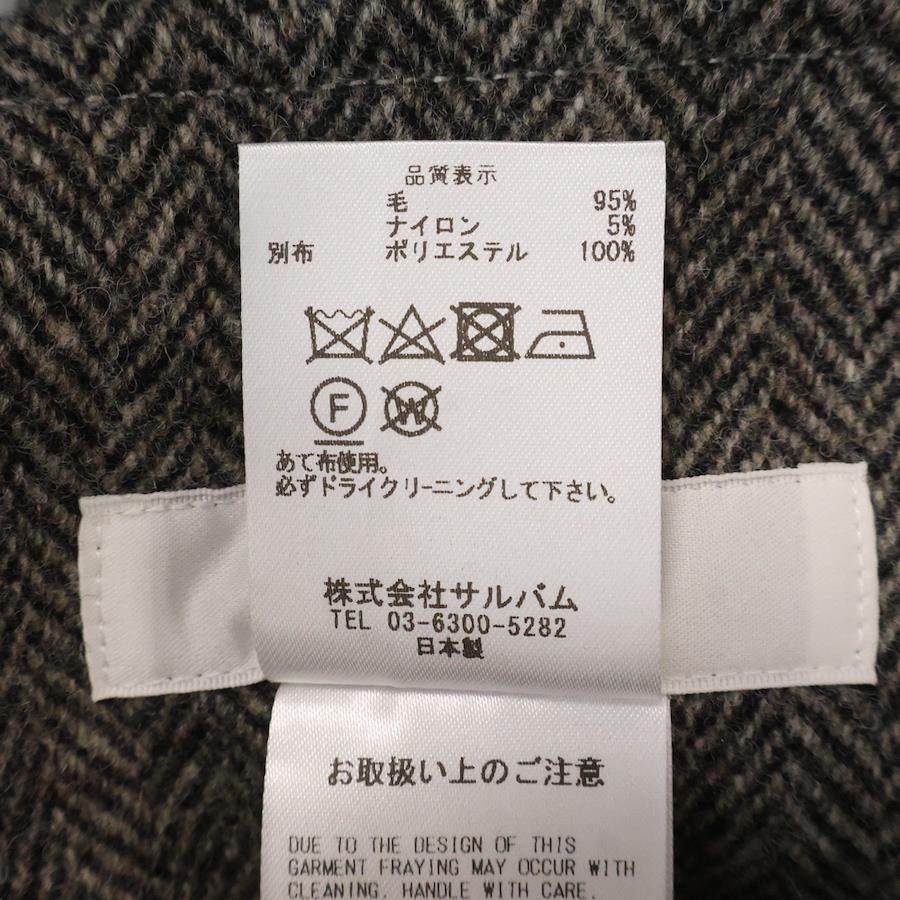 品質表示
毛 95%
ナイロン 5%
別布 ポリエステル 100%
F W
あて布使用。
必ずドライクリーニングして下さい。
株式会社サルバム
TEL 03-6300-5282
日本製
お取扱い上のご注意
DUE TO THE DESIGN OF THIS
GARMENT FRAYING MAY OCCUR WITH
CLEANING. HANDLE WITH CARE.